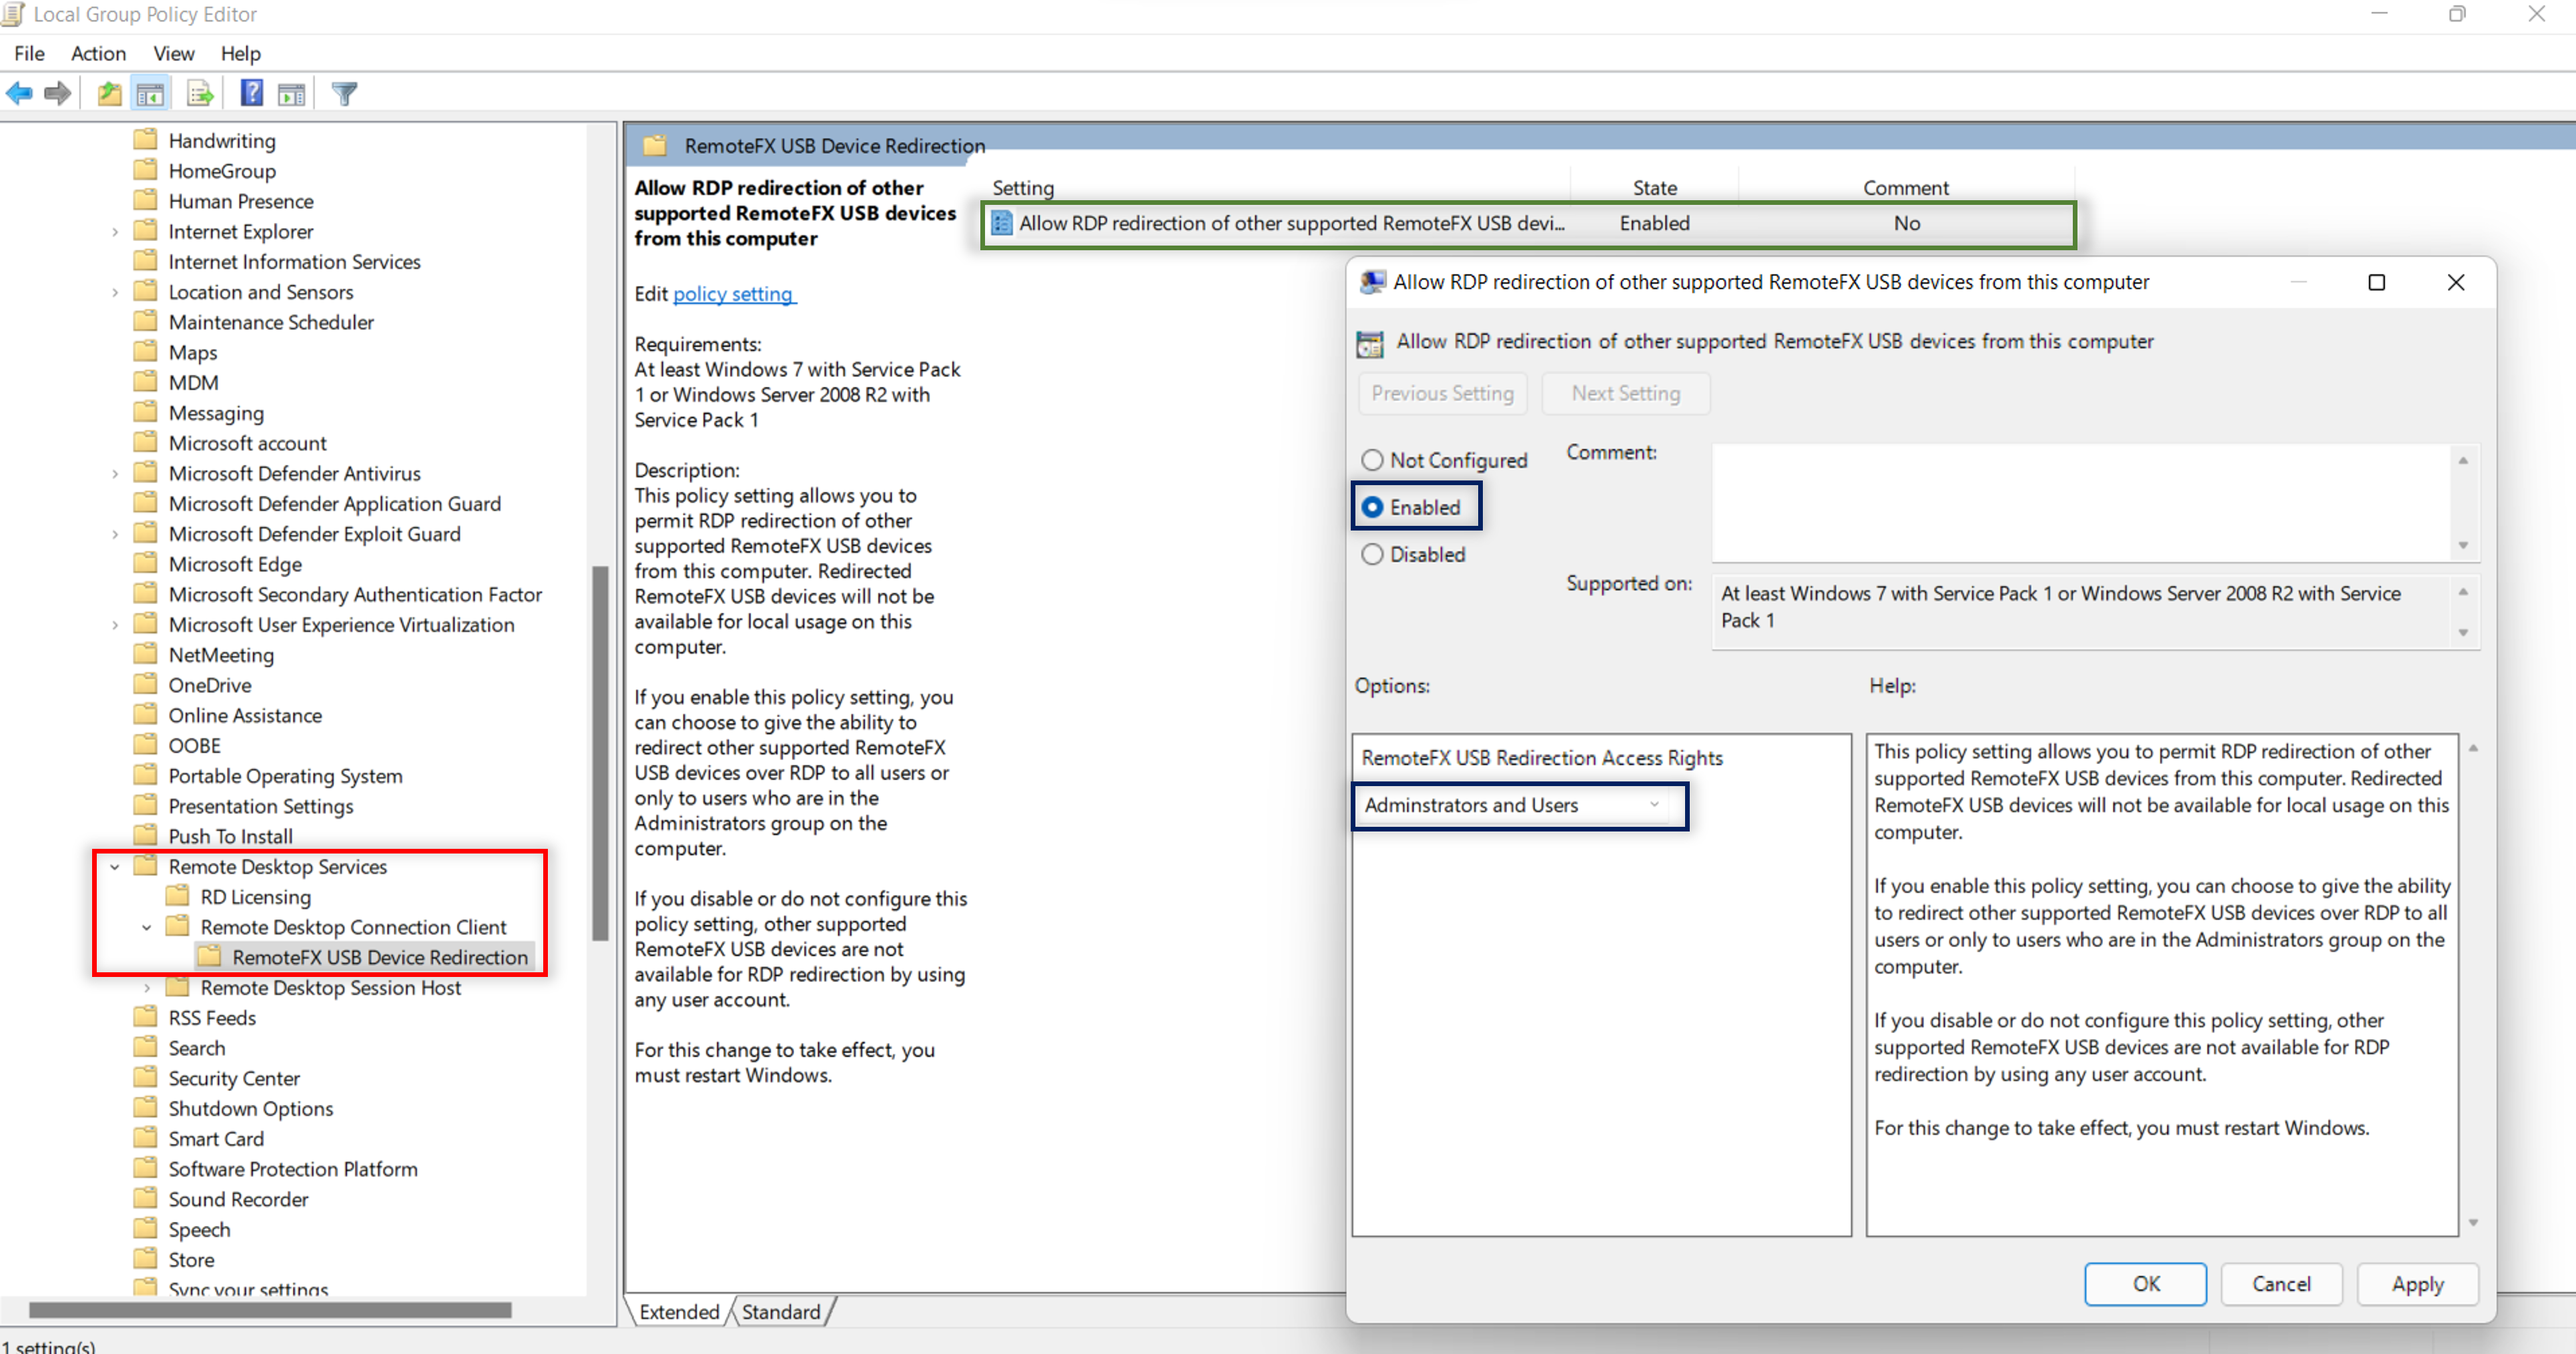 Local Group Policy Editor
File Action View Help
Handwriting
HomeGroup
Human Presence
Internet Explorer
Internet Information Services
Location and Sensors
Maintenance Scheduler
Maps
MDM
Messaging
Microsoft account
Microsoft Defender Antivirus
Microsoft Defender Application Guard
Microsoft Defender Exploit Guard
Microsoft Edge
Microsoft Secondary Authentication Factor
Microsoft User Experience Virtualization
NetMeeting
OneDrive
Online Assistance
OOBE
Portable Operating System
Presentation Settings
Push To Install
Remote Desktop Services
RD Licensing
Remote Desktop Connection Client
RemoteFX USB Device Redirection
Remote Desktop Session Host
RSS Feeds
Search
Security Center
Shutdown Options
Smart Card
Software Protection Platform
Sound Recorder
Speech
Store
Sync your settings
1 setting(s)
RemoteFX USB Device Redirection
Allow RDP redirection of other
supported RemoteFX USB devices
from this computer
Edit policy setting
Requirements:
At least Windows 7 with Service Pack
1 or Windows Server 2008 R2 with
Service Pack 1
Description:
This policy setting allows you to
permit RDP redirection of other
supported RemoteFX USB devices
from this computer. Redirected
RemoteFX USB devices will not be
available for local usage on this
computer.
If you enable this policy setting, you
can choose to give the ability to
redirect other supported RemoteFX
USB devices over RDP to all users or
only to users who are in the
Administrators group on the
computer.
If you disable or do not configure this
policy setting, other supported
RemoteFX USB devices are not
available for RDP redirection by using
any user account.
For this change to take effect, you
must restart Windows.
Extended Standard
Setting State Comment
Allow RDP redirection of other supported RemoteFX USB devi... Enabled No
Allow RDP redirection of other supported RemoteFX USB devices from this computer
Allow RDP redirection of other supported RemoteFX USB devices from this computer
Previous Setting Next Setting
Not Configured
Enabled
Disabled
Comment:
Supported on:
At least Windows 7 with Service Pack 1 or Windows Server 2008 R2 with Service
Pack 1
Options:
Help:
RemoteFX USB Redirection Access Rights
Adminstrators and Users
This policy setting allows you to permit RDP redirection of other
supported RemoteFX USB devices from this computer. Redirected
RemoteFX USB devices will not be available for local usage on this
computer.
If you enable this policy setting, you can choose to give the ability
to redirect other supported RemoteFX USB devices over RDP to all
users or only to users who are in the Administrators group on the
computer.
If you disable or do not configure this policy setting, other
supported RemoteFX USB devices are not available for RDP
redirection by using any user account.
For this change to take effect, you must restart Windows.
OK Cancel Apply